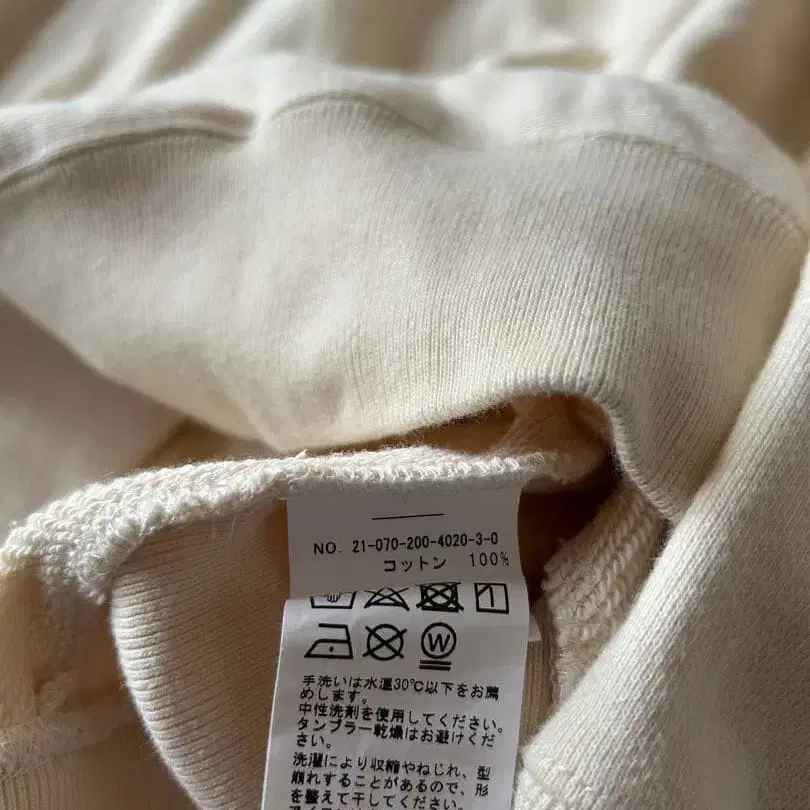 NO. 21-070-200-4020-3-0
コットン 100%
W
手洗いは水温30℃以下をお薦
めします。
中性洗剤を使用してください。
タンブラー乾燥はお避けくだ
さい。
洗濯により収縮やねじれ、型
崩れすることがあるので、形
を整えて干してください。